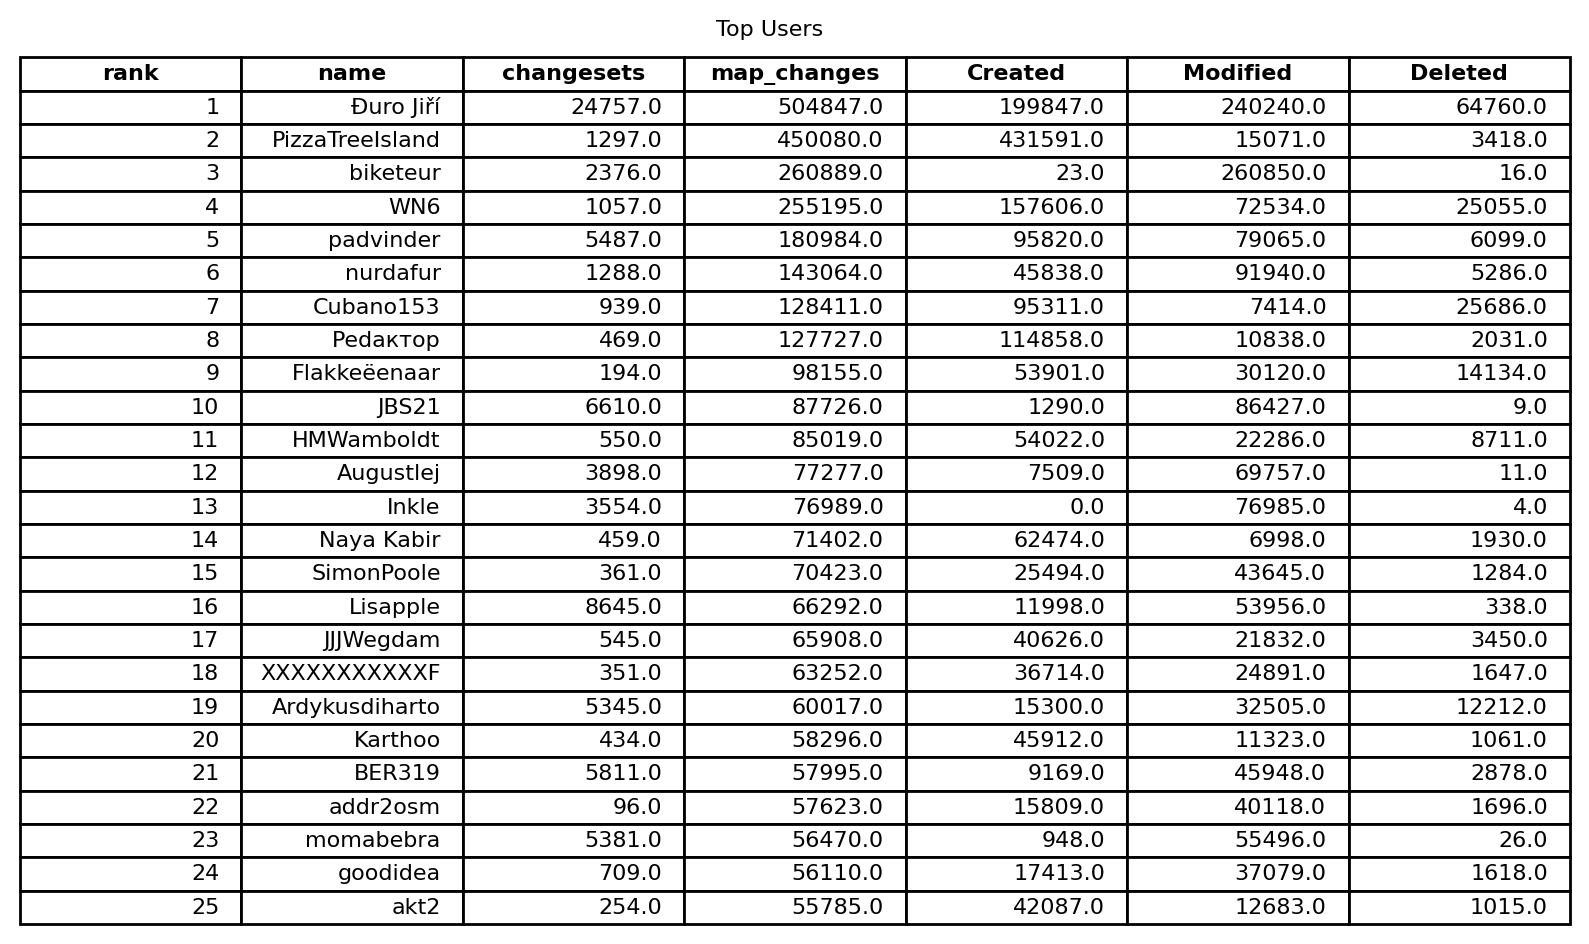 Top Users
rank name changesets map_changes Created Modified Deleted
1 Đuro Jiří 24757.0 504847.0 199847.0 240240.0 64760.0
2 PizzaTreeIsland 1297.0 450080.0 431591.0 15071.0 3418.0
3 biketeur 2376.0 260889.0 23.0 260850.0 16.0
4 WN6 1057.0 255195.0 157606.0 72534.0 25055.0
5 padvinder 5487.0 180984.0 95820.0 79065.0 6099.0
6 nurdafur 1288.0 143064.0 45838.0 91940.0 5286.0
7 Cubano153 939.0 128411.0 95311.0 7414.0 25686.0
8 Pedaктор 469.0 127727.0 114858.0 10838.0 2031.0
9 Flakkeëenaar 194.0 98155.0 53901.0 30120.0 14134.0
10 JBS21 6610.0 87726.0 1290.0 86427.0 9.0
11 HMWamboldt 550.0 85019.0 54022.0 22286.0 8711.0
12 Augustlej 3898.0 77277.0 7509.0 69757.0 11.0
13 Inkle 3554.0 76989.0 0.0 76985.0 4.0
14 Naya Kabir 459.0 71402.0 62474.0 6998.0 1930.0
15 SimonPoole 361.0 70423.0 25494.0 43645.0 1284.0
16 Lisapple 8645.0 66292.0 11998.0 53956.0 338.0
17 JJJWegdam 545.0 65908.0 40626.0 21832.0 3450.0
18 XXXXXXXXXXXF 351.0 63252.0 36714.0 24891.0 1647.0
19 Ardykusdiharto 5345.0 60017.0 15300.0 32505.0 12212.0
20 Karthoo 434.0 58296.0 45912.0 11323.0 1061.0
21 BER319 5811.0 57995.0 9169.0 45948.0 2878.0
22 addr2osm 96.0 57623.0 15809.0 40118.0 1696.0
23 momabebra 5381.0 56470.0 948.0 55496.0 26.0
24 goodidea 709.0 56110.0 17413.0 37079.0 1618.0
25 akt2 254.0 55785.0 42087.0 12683.0 1015.0